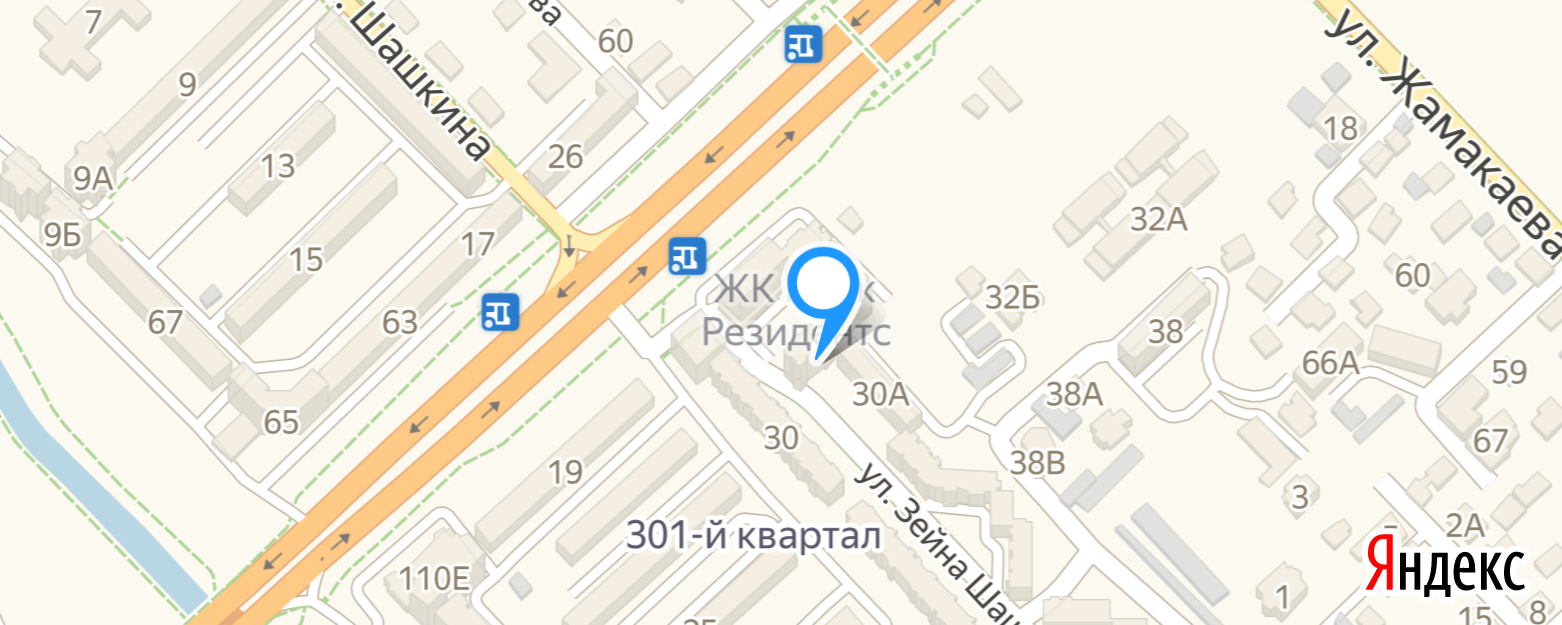 7
ва
60
. Шашкина
9
ул. Жамакаева
18
26
13
9А
9Б
15
17
32А
60
32Б
ЖК
Резидентс
67
63
38
66А
59
65
30А
38А
30
67
19
38В
ул. Зейна Шаш
3
2А
301-й квартал
Яндекс
110Е
1
15
8